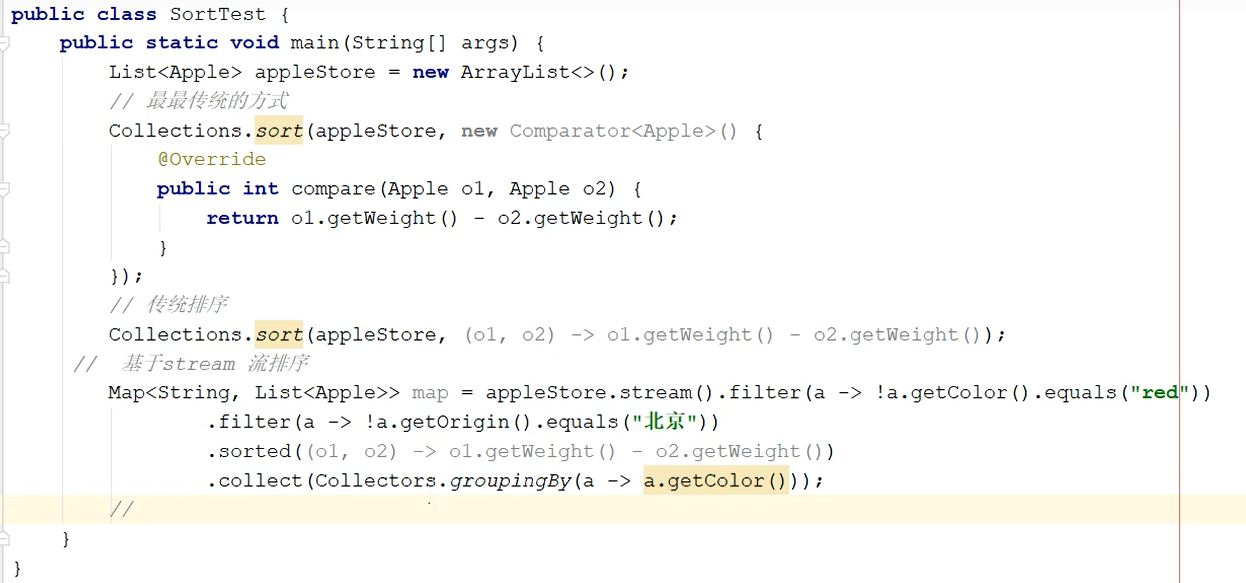 public class SortTest {
public static void main(String[] args) {
List<Apple> appleStore = new ArrayList<>();
// 最最传统的方式
Collections.sort(appleStore, new Comparator<Apple>() {
@Override
public int compare(Apple o1, Apple o2) {
return o1.getWeight() - o2.getWeight();
}
});
// 传统排序
Collections.sort(appleStore, (o1, o2) -> o1.getWeight() - o2.getWeight());
// 基于stream 流排序
Map<String, List<Apple>> map = appleStore.stream().filter(a -> !a.getColor().equals("red"))
.filter(a -> !a.getOrigin().equals("北京"))
.sorted((o1, o2) -> o1.getWeight() - o2.getWeight())
.collect(Collectors.groupingBy(a -> a.getColor()));
//
}
}